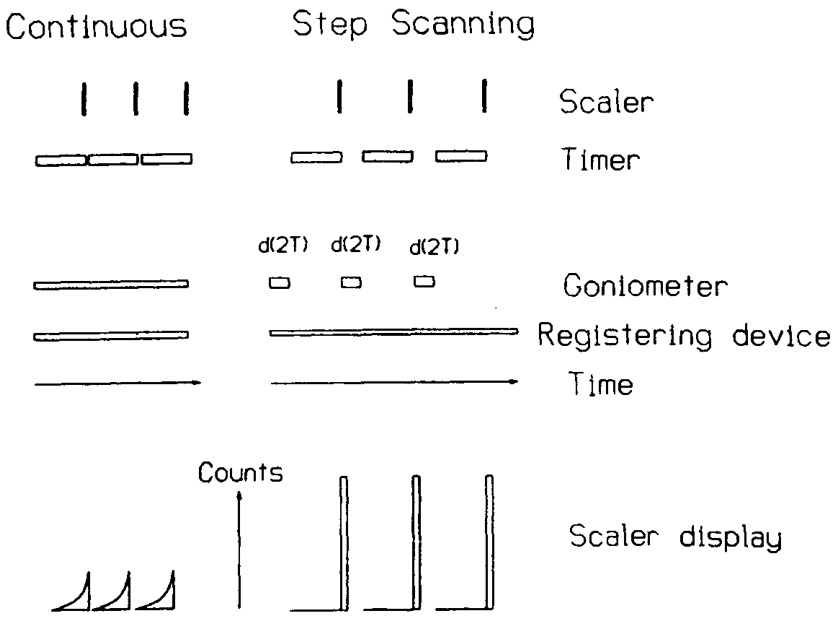 Continuous
Step Scanning
Scaler
Timer
d(2T) d(2T) d(2T)
Goniometer
Registering device
Time
Counts
Scaler display